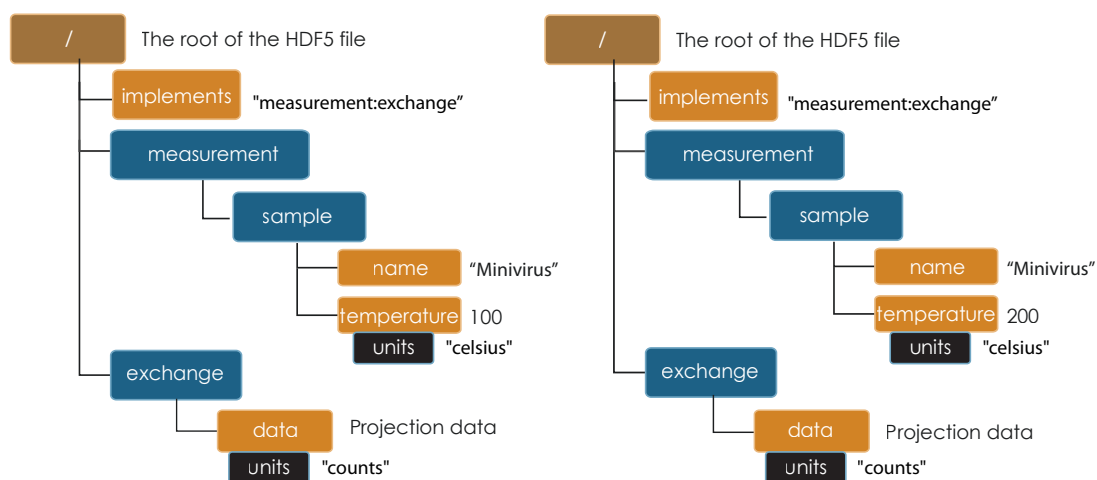 / The root of the HDF5 file
implements "measurement:exchange”
measurement
sample
name “Minivirus”
temperature 100
units "celsius"
exchange
data Projection data
units "counts"
/ The root of the HDF5 file
implements "measurement:exchange”
measurement
sample
name “Minivirus”
temperature 200
units "celsius"
exchange
data Projection data
units "counts"